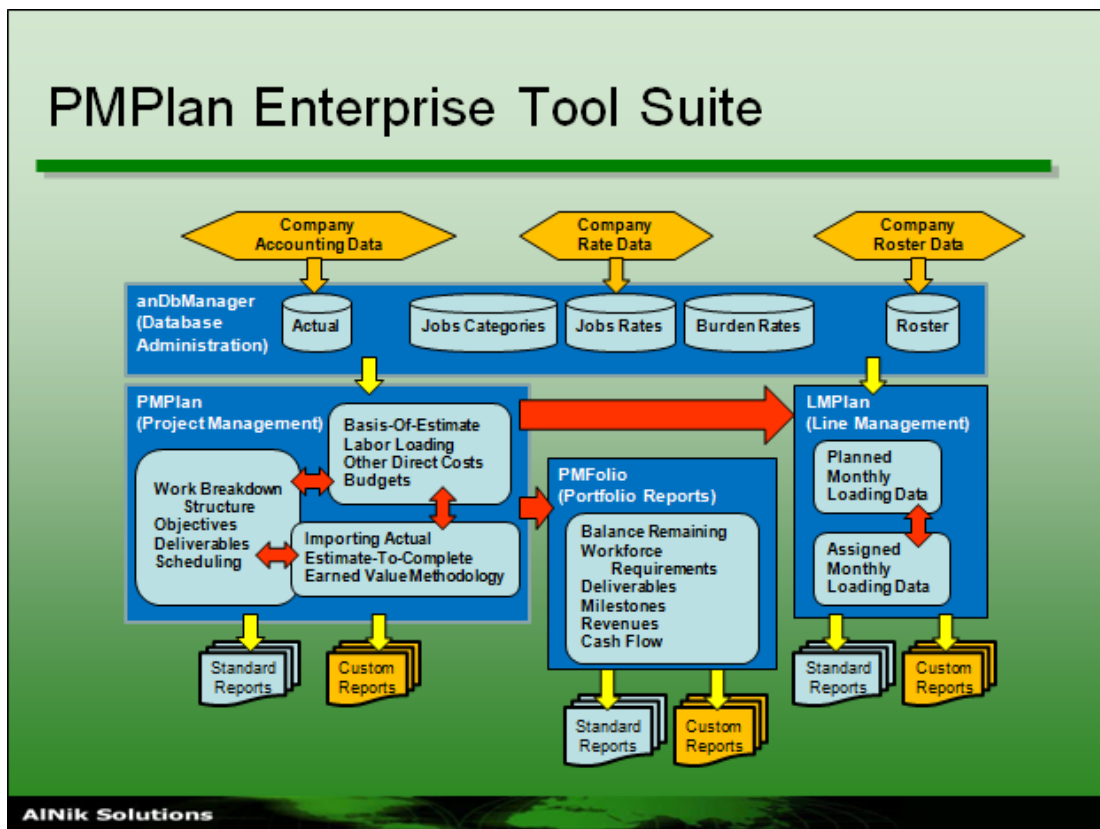 PMPlan Enterprise Tool Suite
Company
Accounting Data
Company
Rate Data
Company
Roster Data
anDbManager
(Database
Administration)
Actual
Jobs Categories
Jobs Rates
Burden Rates
Roster
PMPlan
(Project Management)
Basis-Of-Estimate
Labor Loading
Other Direct Costs
Budgets
Work Breakdown
Structure
Objectives
Deliverables
Scheduling
Importing Actual
Estimate-To-Complete
Earned Value Methodology
Standard
Reports
Custom
Reports
PMFolio
(Portfolio Reports)
Balance Remaining
Workforce
Requirements
Deliverables
Milestones
Revenues
Cash Flow
Standard
Reports
Custom
Reports
LMPlan
(Line Management)
Planned
Monthly
Loading Data
Assigned
Monthly
Loading Data
Standard
Reports
Custom
Reports
AlNik Solutions